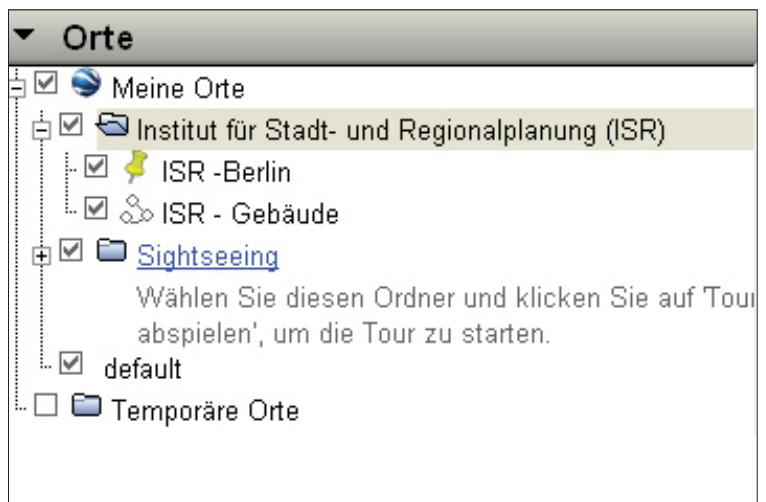 Orte
Meine Orte
Institut für Stadt- und Regionalplanung (ISR)
ISR -Berlin
ISR - Gebäude
Sightseeing
Wählen Sie diesen Ordner und klicken Sie auf 'Tour
abspielen', um die Tour zu starten.
default
Temporäre Orte